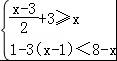 {
x-3/2+3⩾x
1-3(x-1)<8-x